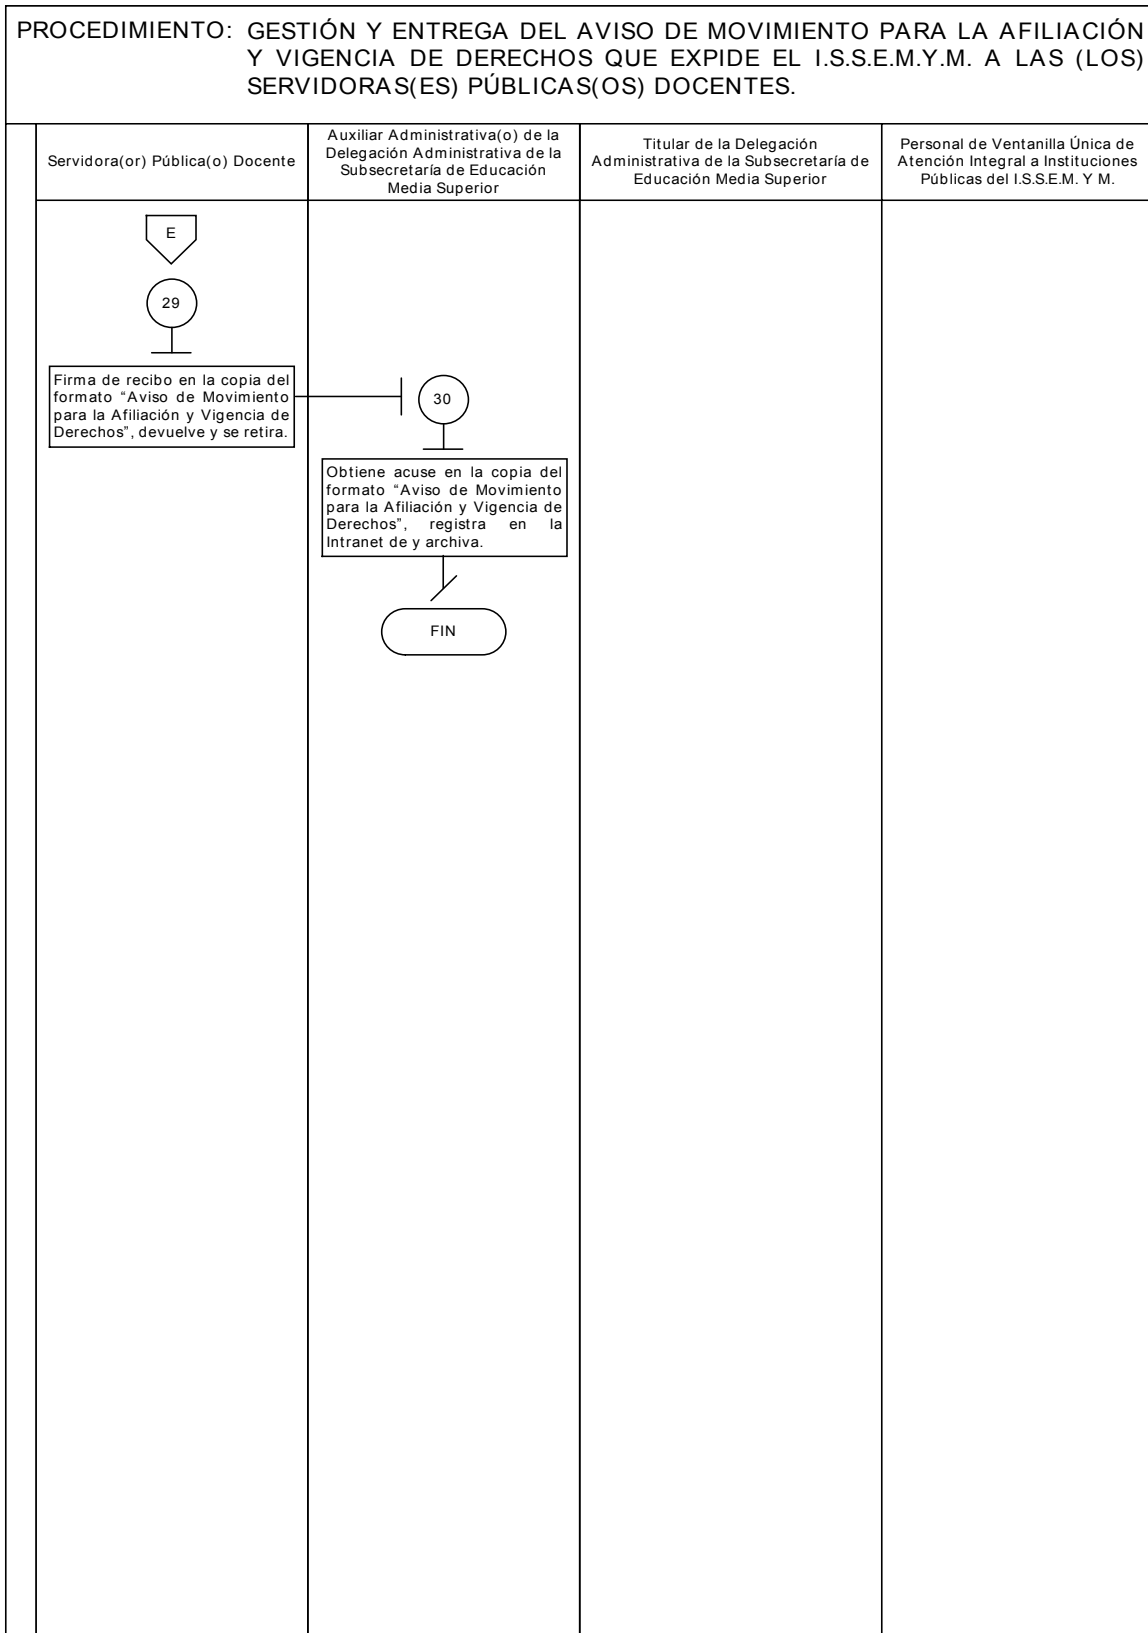 PROCEDIMIENTO: GESTIÓN Y ENTREGA DEL AVISO DE MOVIMIENTO PARA LA AFILIACIÓN
Y VIGENCIA DE DERECHOS QUE EXPIDE EL I.S.S.E.M.Y.M. A LAS (LOS)
SERVIDORAS(ES) PÚBLICAS(OS) DOCENTES.
Servidora(or) Pública(o) Docente
Auxiliar Administrativa(o) de la
Delegación Administrativa de la
Subsecretaría de Educación
Media Superior
Titular de la Delegación
Administrativa de la Subsecretaría de
Educación Media Superior
Personal de Ventanilla Única de
Atención Integral a Instituciones
Públicas del I.S.S.E.M. Y M.
E
29
Firma de recibo en la copia del
formato “Aviso de Movimiento
para la Afiliación y Vigencia de
Derechos”, devuelve y se retira.
30
Obtiene acuse en la copia del
formato “Aviso de Movimiento
para la Afiliación y Vigencia de
Derechos”, registra en la
Intranet de y archiva.
FIN